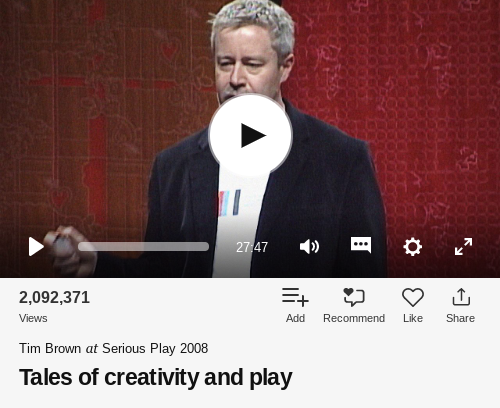 27:47
2,092,371
Views
Add
Recommend
Like
Share
Tim Brown at Serious Play 2008
Tales of creativity and play